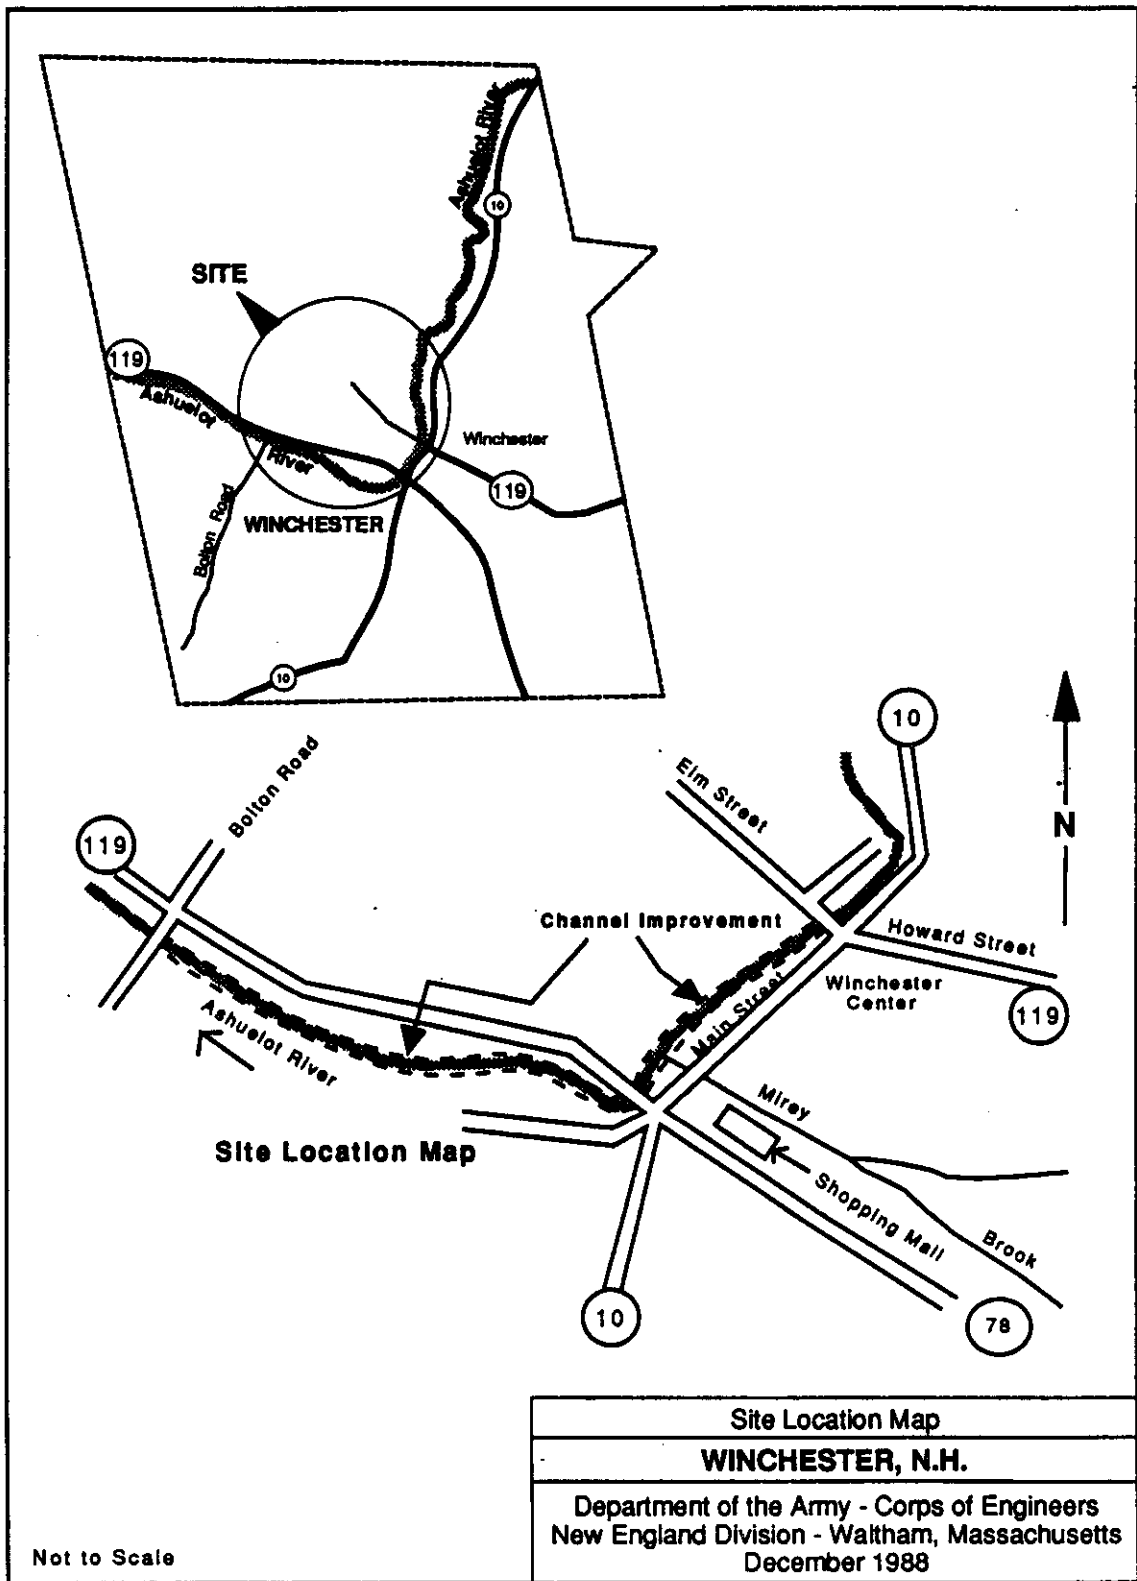 Ashuelot River
10
SITE
119
Ashuelot
River
Winchester
119
Bolton Road
WINCHESTER
10
10
Bolton Road
Elm Street
119
N
Channel Improvement
Howard Street
Winchester
Center
119
Main Street
Ashuelot River
Mirey
Site Location Map
Shopping Mall
Brook
10
78
Site Location Map
WINCHESTER, N.H.
Department of the Army - Corps of Engineers
New England Division - Waltham, Massachusetts
December 1988
Not to Scale